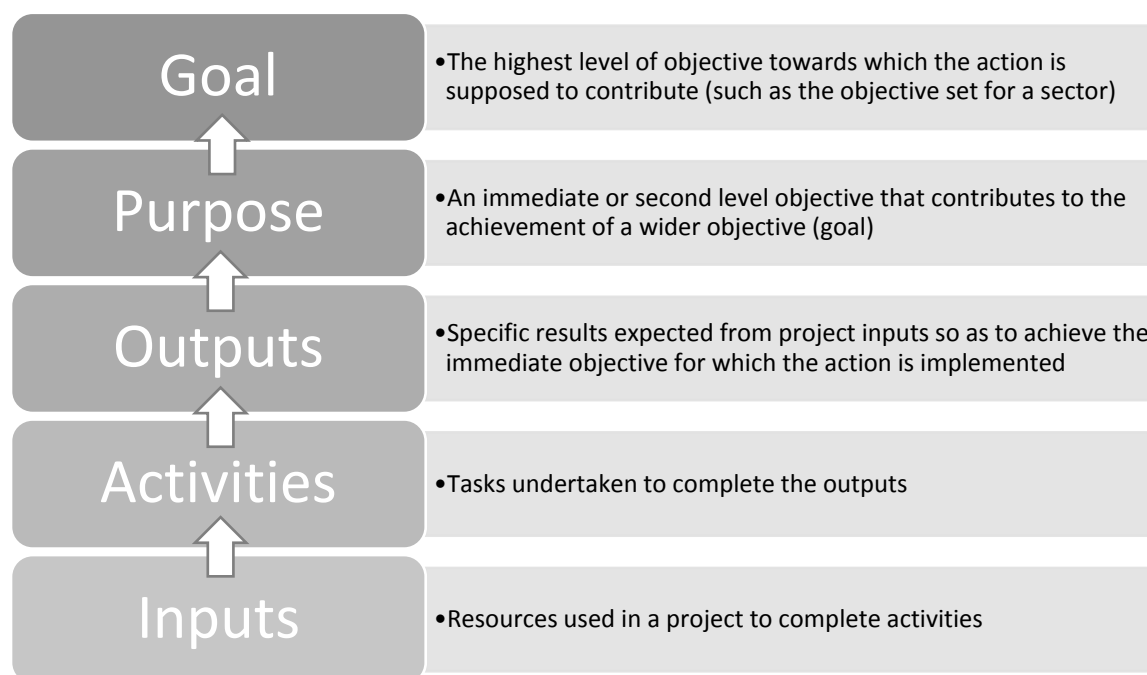 Goal
•The highest level of objective towards which the action is
supposed to contribute (such as the objective set for a sector)
Purpose
•An immediate or second level objective that contributes to the
achievement of a wider objective (goal)
Outputs
•Specific results expected from project inputs so as to achieve the
immediate objective for which the action is implemented
Activities
•Tasks undertaken to complete the outputs
Inputs
•Resources used in a project to complete activities